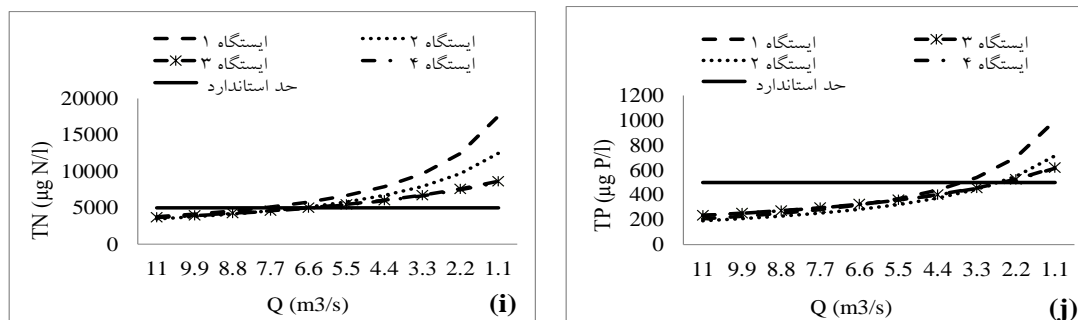 ایستگاه ۱
ایستگاه ۲
ایستگاه ۳
ایستگاه ۴
حد استاندارد
20000
15000
10000
5000
0
TN (µg N/l)
11 9.9 8.8 7.7 6.6 5.5 4.4 3.3 2.2 1.1
Q (m3/s)
(i)
ایستگاه ۱
ایستگاه ۳
ایستگاه ۲
ایستگاه ۴
حد استاندارد
1200
1000
800
600
400
200
0
TP (µg P/l)
11 9.9 8.8 7.7 6.6 5.5 4.4 3.3 2.2 1.1
Q (m3/s)
(j)